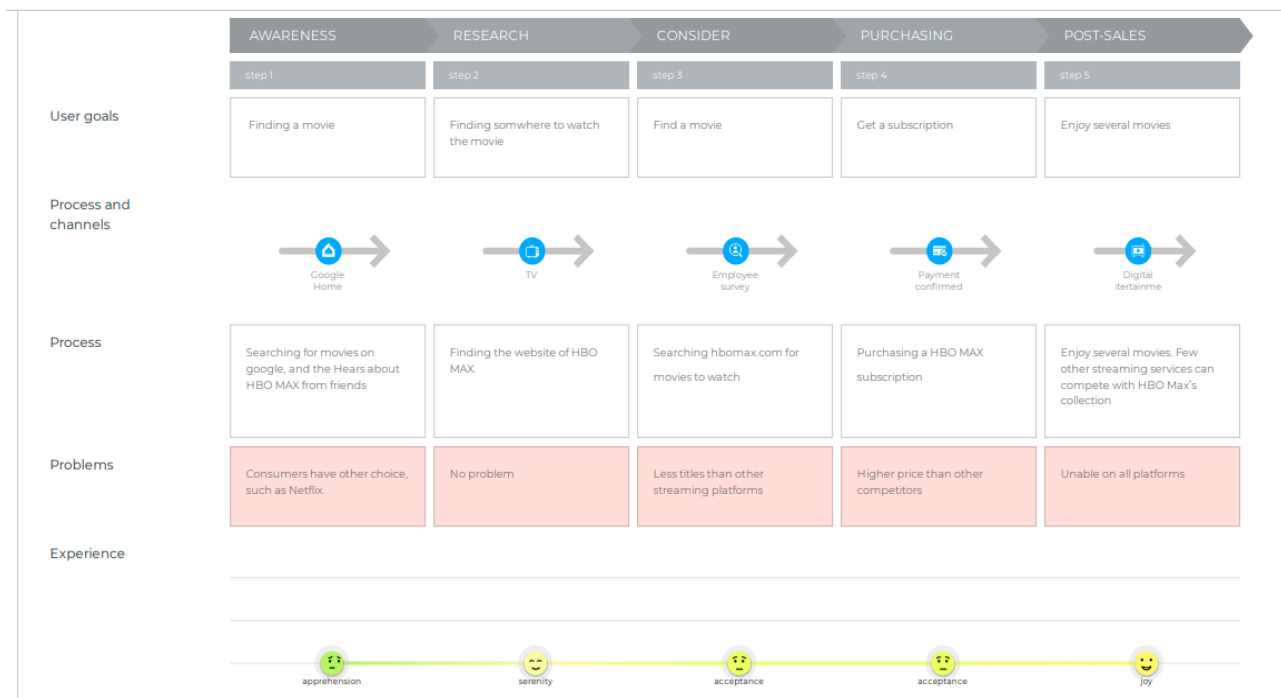 AWARENESS
RESEARCH
CONSIDER
PURCHASING
POST-SALES
step 1
step 2
step 3
step 4
step 5
User goals
Finding a movie
Finding somwhere to watch
the movie
Find a movie
Get a subscription
Enjoy several movies
Process and
channels
Google
Home
TV
Employee
survey
Payment
confirmed
Digital
itertainme
Process
Searching for movies on
google, and the Hears about
HBO MAX from friends
Finding the website of HBO
MAX.
Searching hbomax.com for
movies to watch
Purchasing a HBO MAX
subscription
Enjoy several movies. Few
other streaming services can
compete with HBO Max's
collection
Problems
Consumers have other choice,
such as Netflix.
No problem
Less titles than other
streaming platforms
Higher price than other
competitors
Unable on all platforms
Experience
apprehension
serenity
acceptance
acceptance
joy